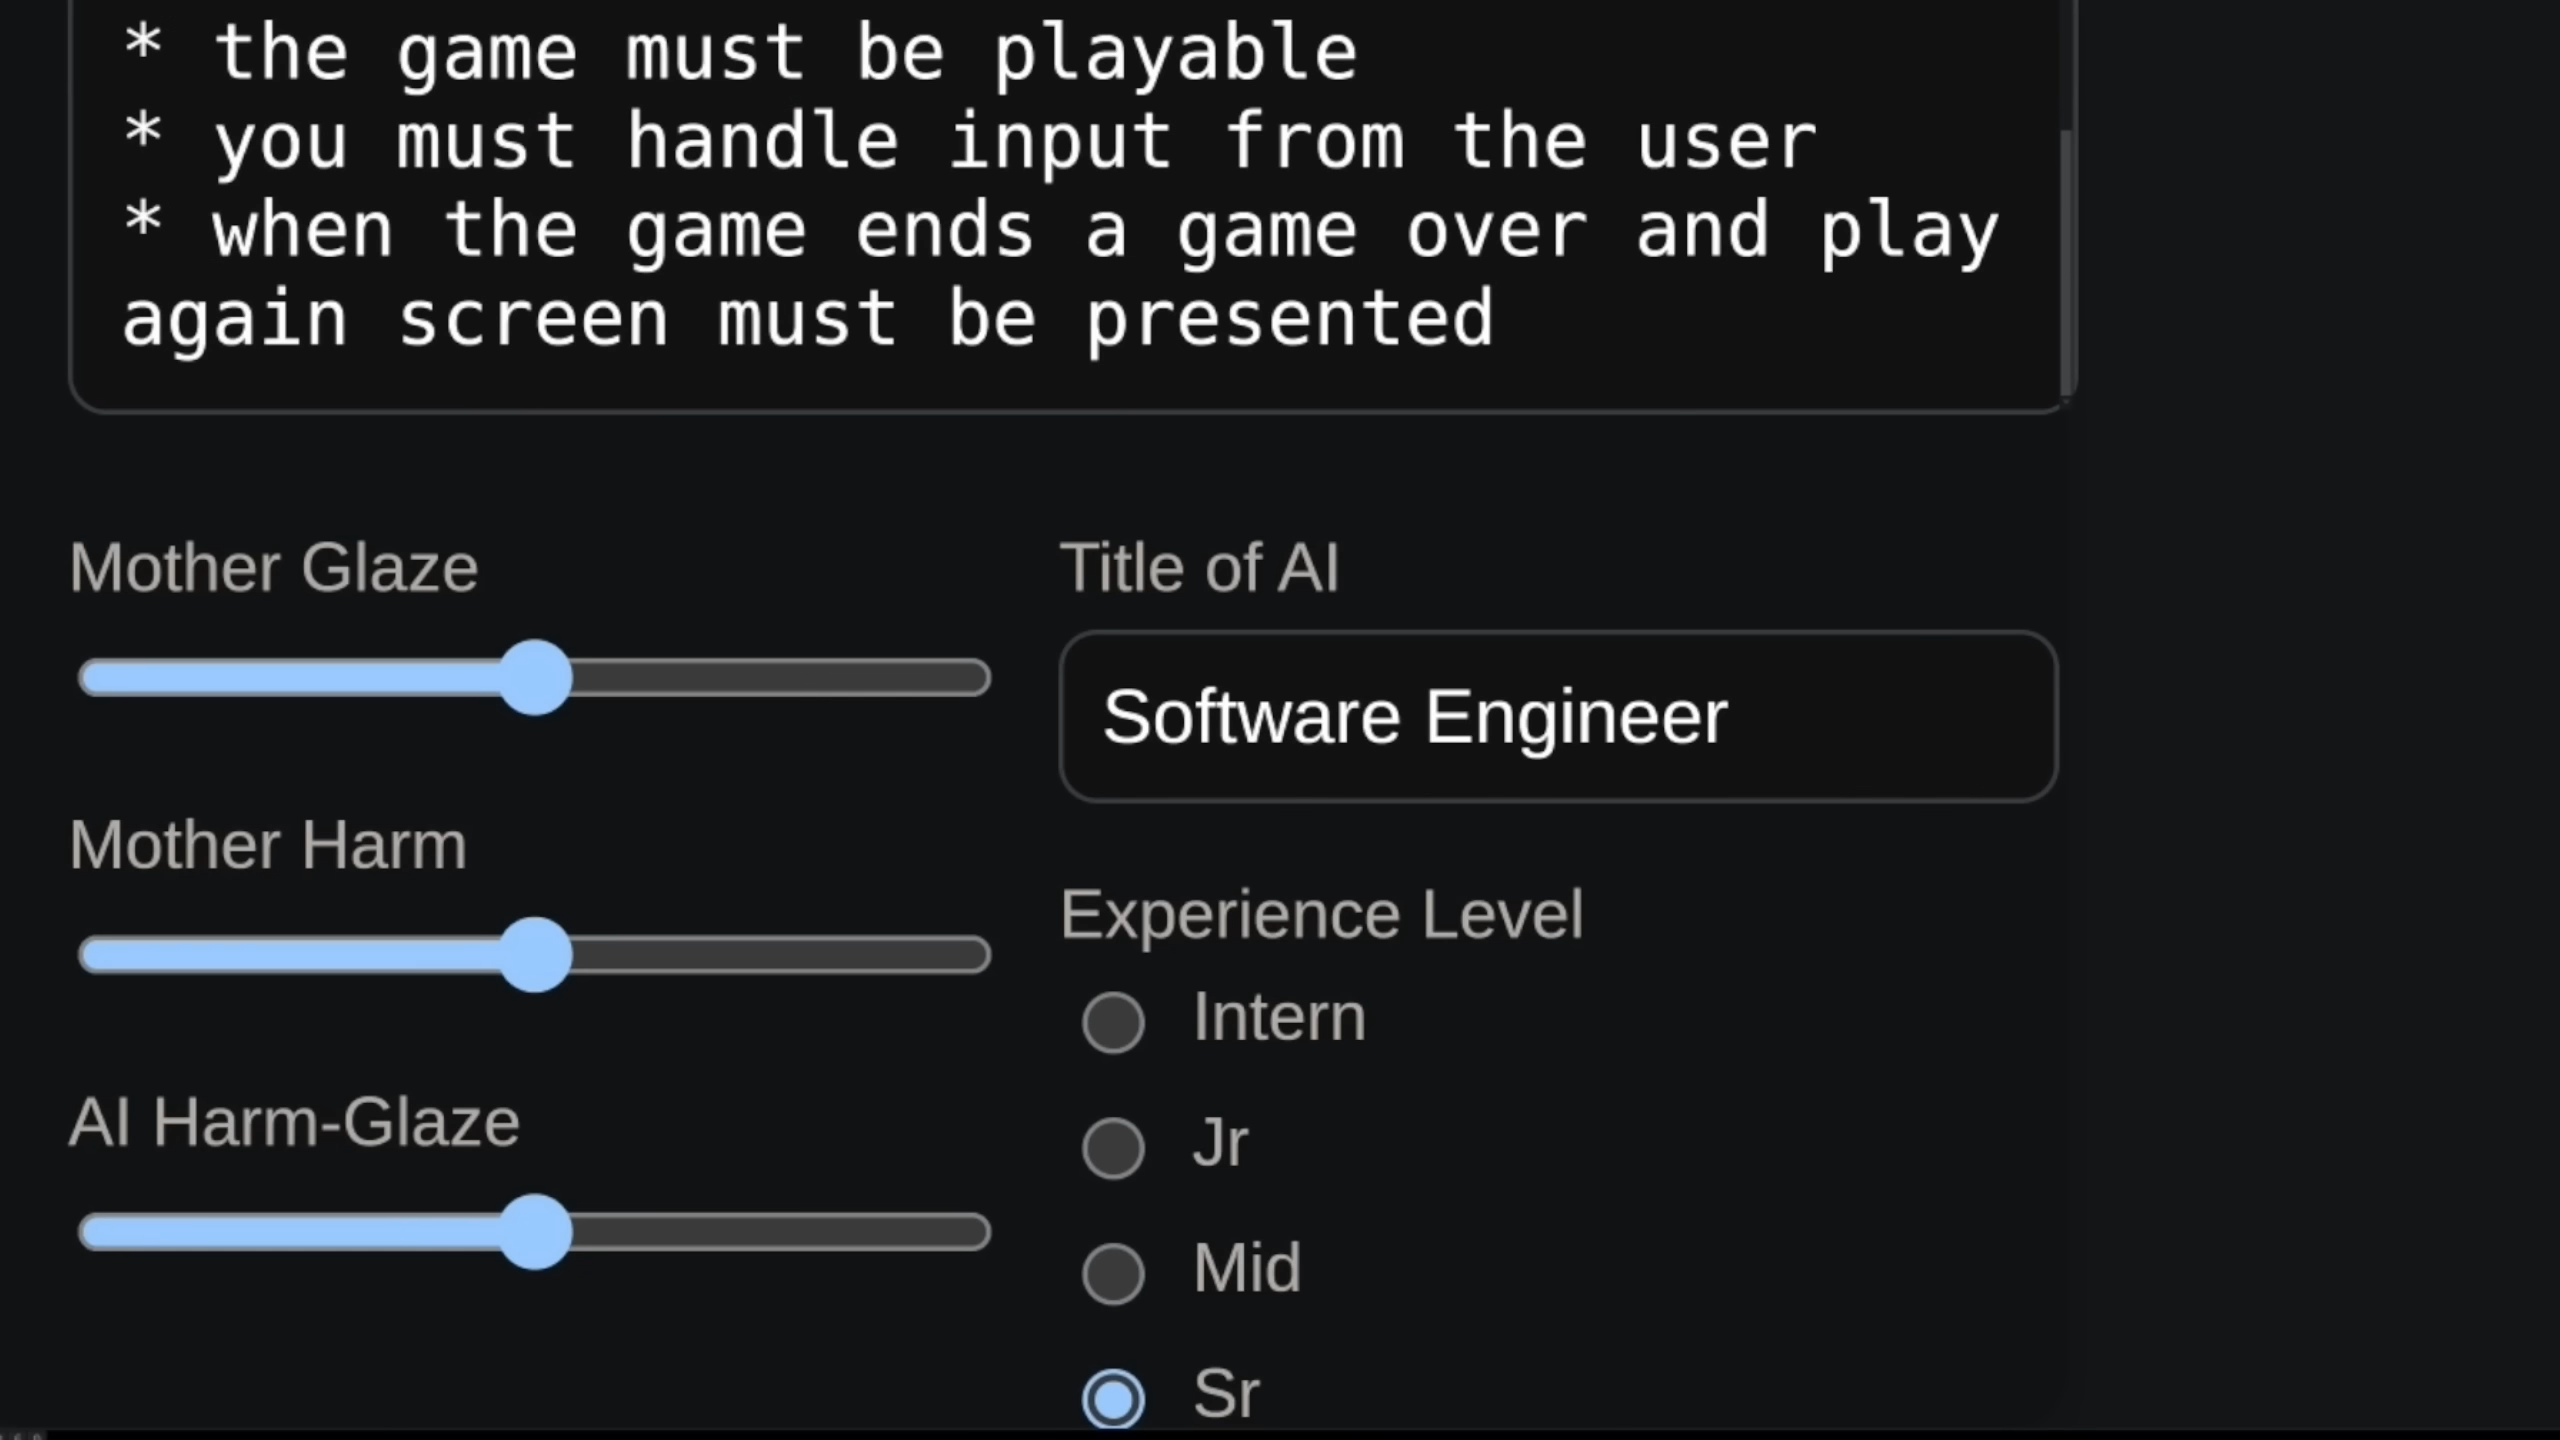 * the game must be playable
* you must handle input from the user
* when the game ends a game over and play
again screen must be presented
Mother Glaze
Mother Harm
AI Harm-Glaze
Title of AI
Software Engineer
Experience Level
Intern
Jr
Mid
Sr